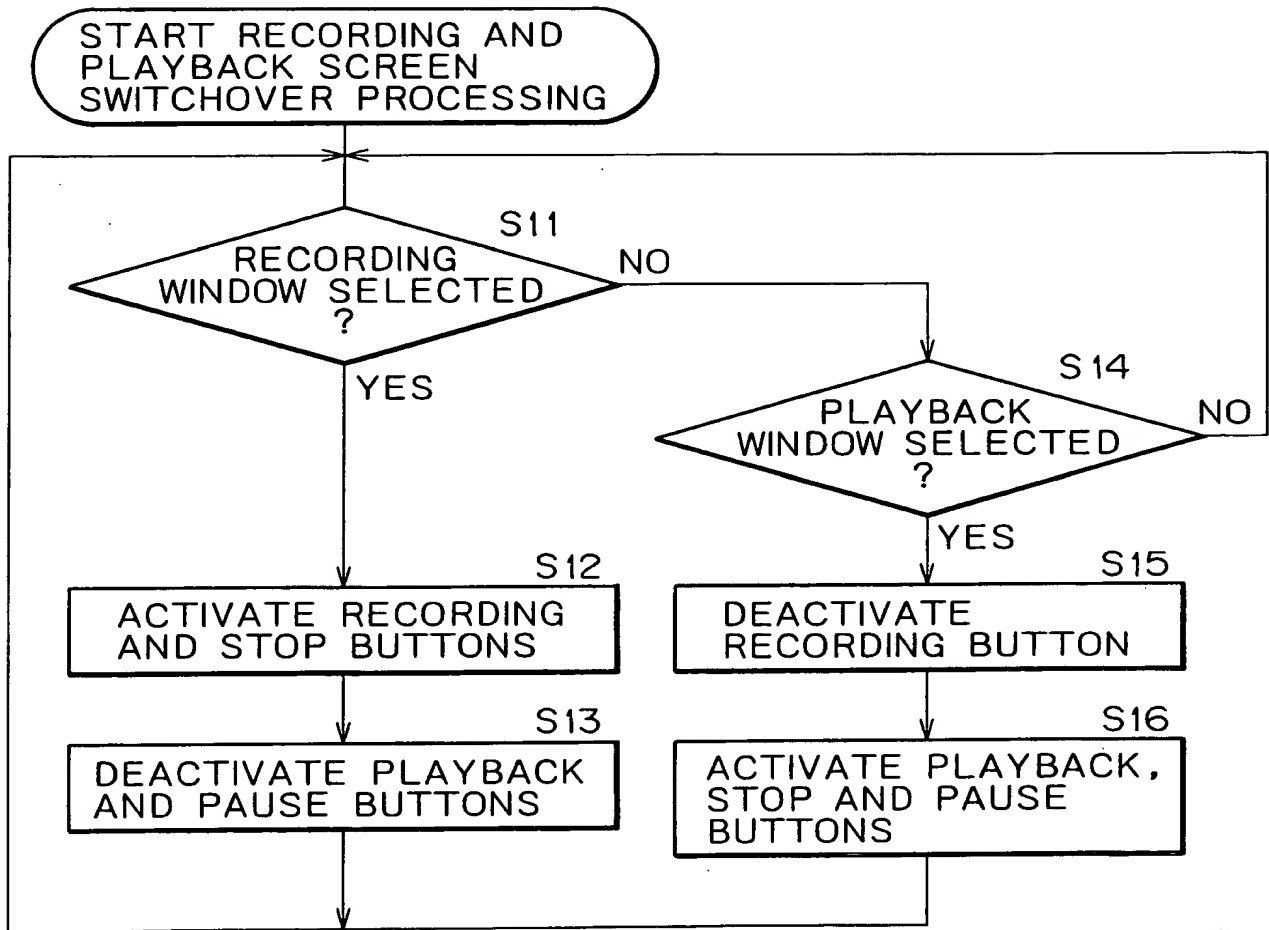 START RECORDING AND
PLAYBACK SCREEN
SWITCHOVER PROCESSING
S11
RECORDING
WINDOW SELECTED
?
NO
YES
S14
PLAYBACK
WINDOW SELECTED
?
NO
YES
S12
ACTIVATE RECORDING
AND STOP BUTTONS
S13
DEACTIVATE PLAYBACK
AND PAUSE BUTTONS
S15
DEACTIVATE
RECORDING BUTTON
S16
ACTIVATE PLAYBACK,
STOP AND PAUSE
BUTTONS